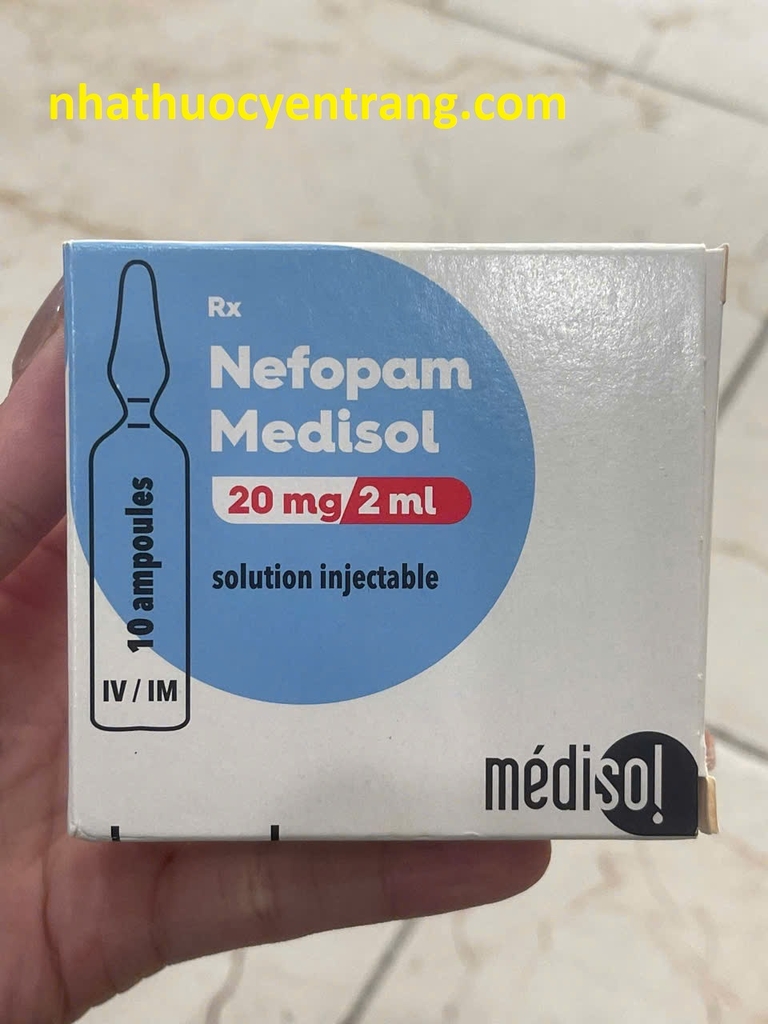 nhathuocyentrang.com
Rx
Nefopam
Medisol
20 mg/2 ml
solution injectable
10 ampoules
IV / IM
médisol